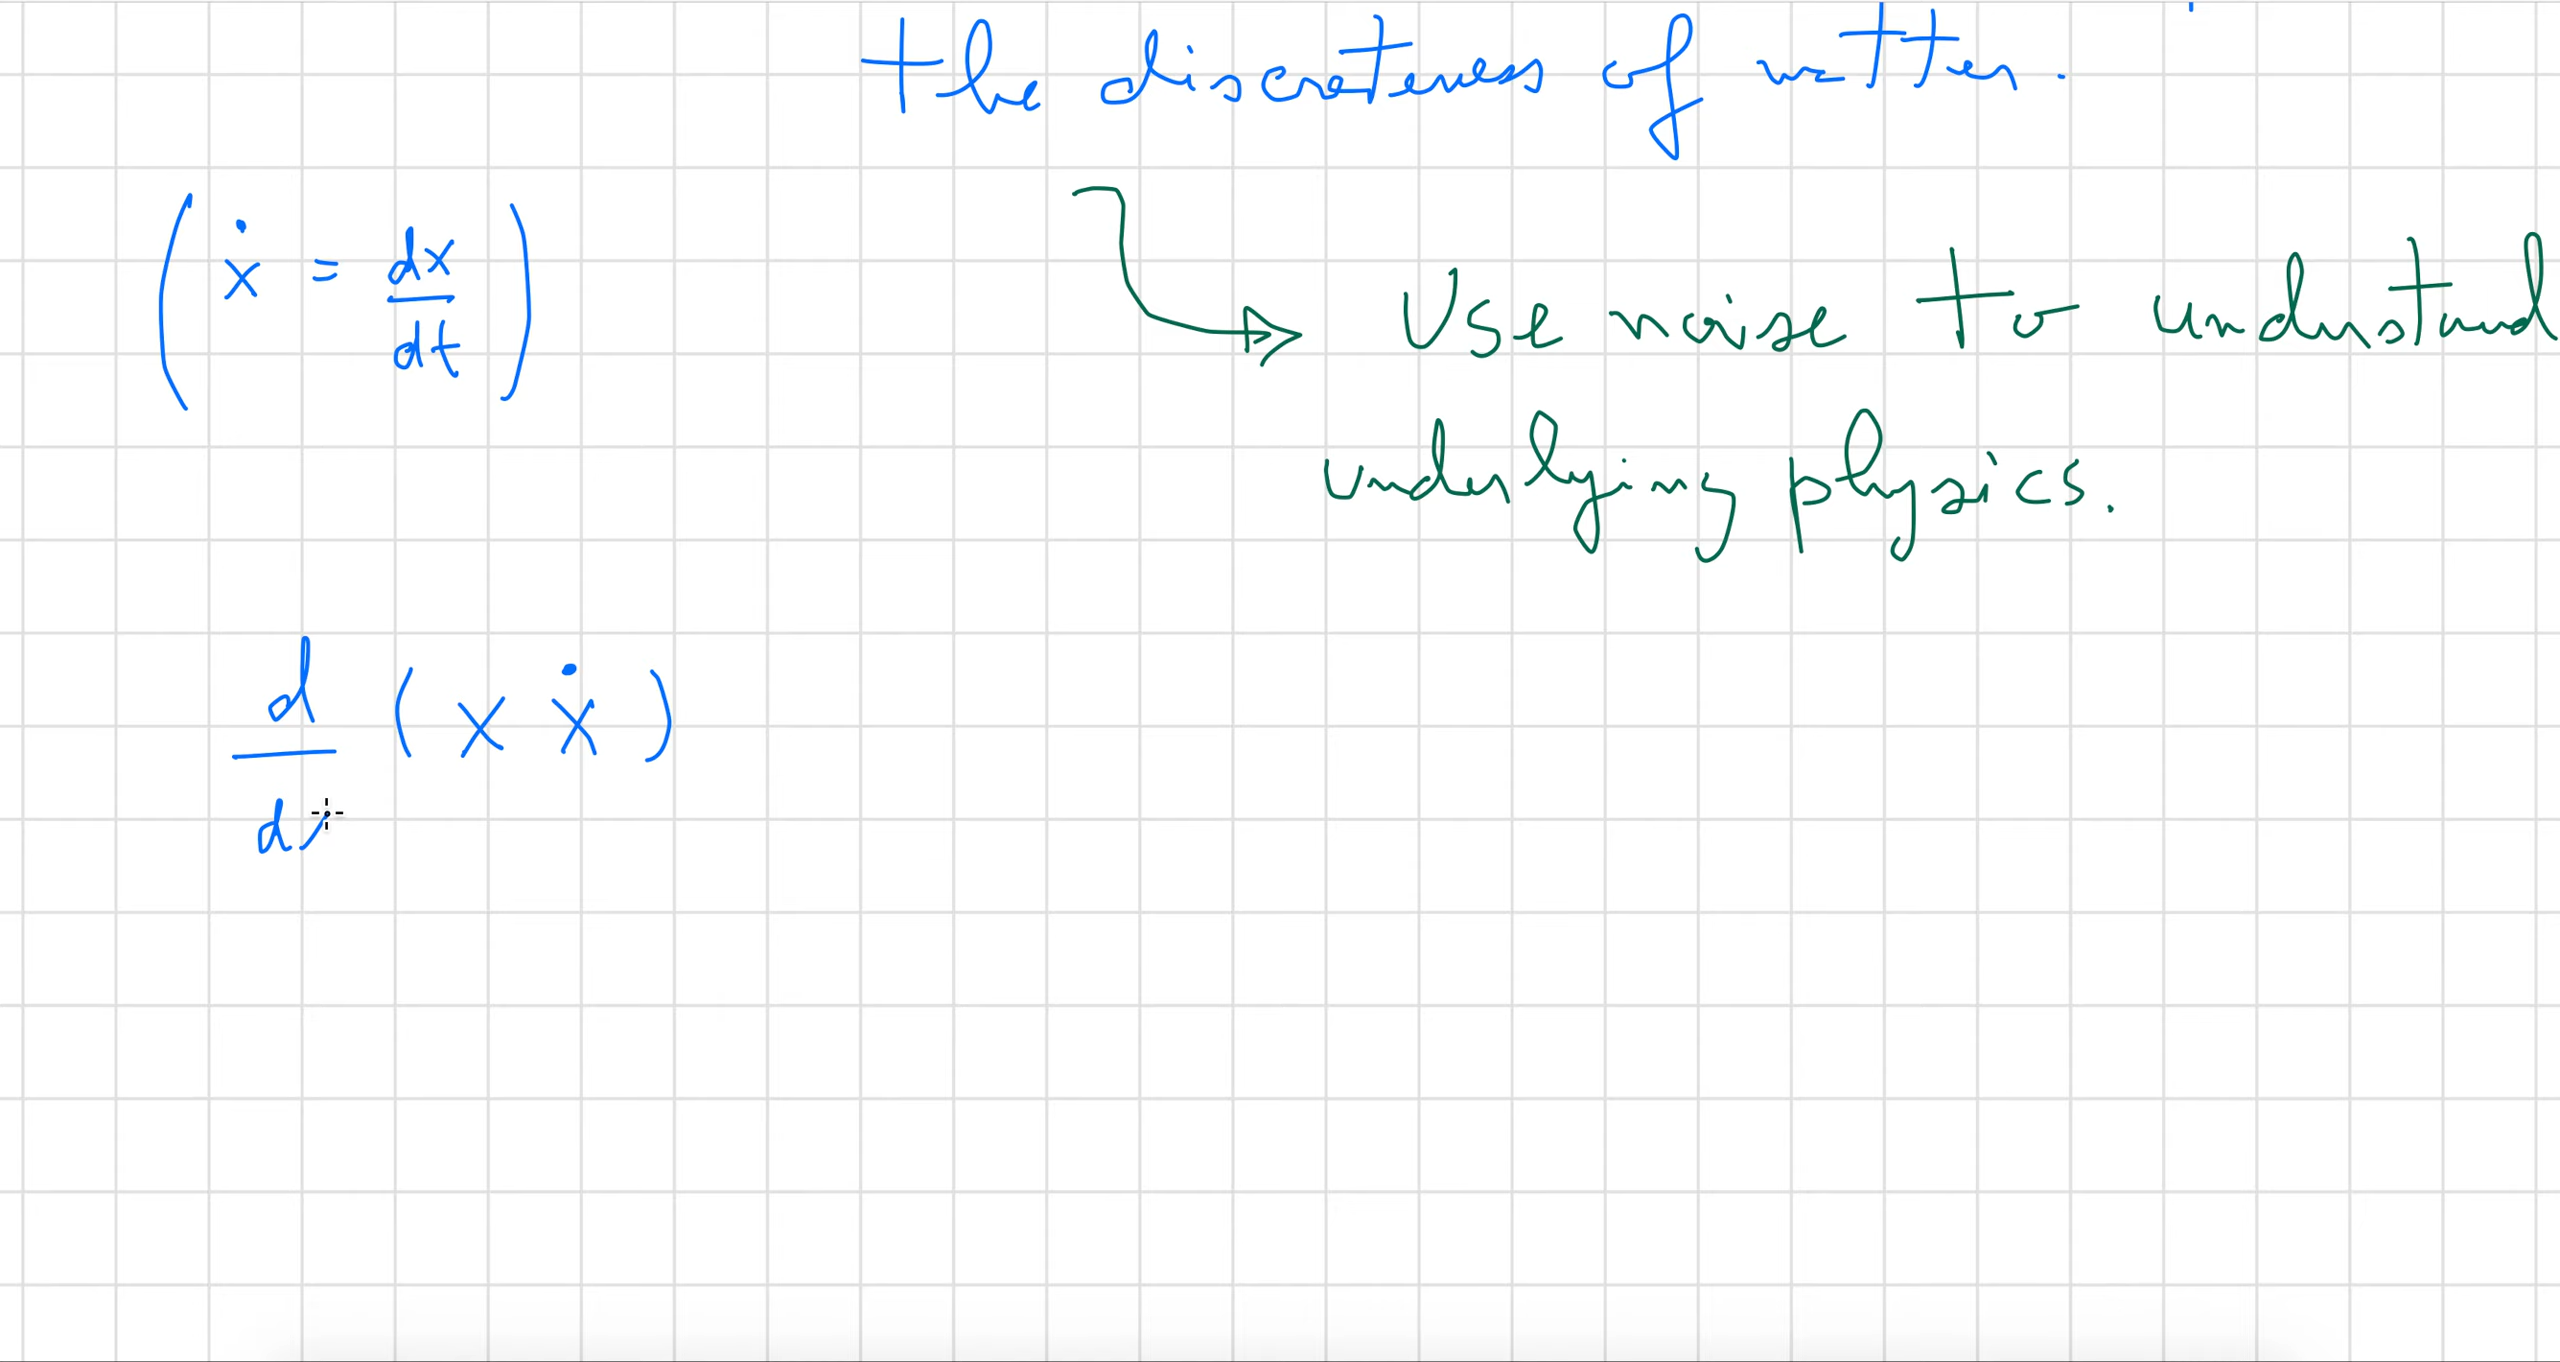 the discreteness of matter.
( ẋ = dx/dt )
Use noise to understand
underlying physics.
d/d ( x ẋ )